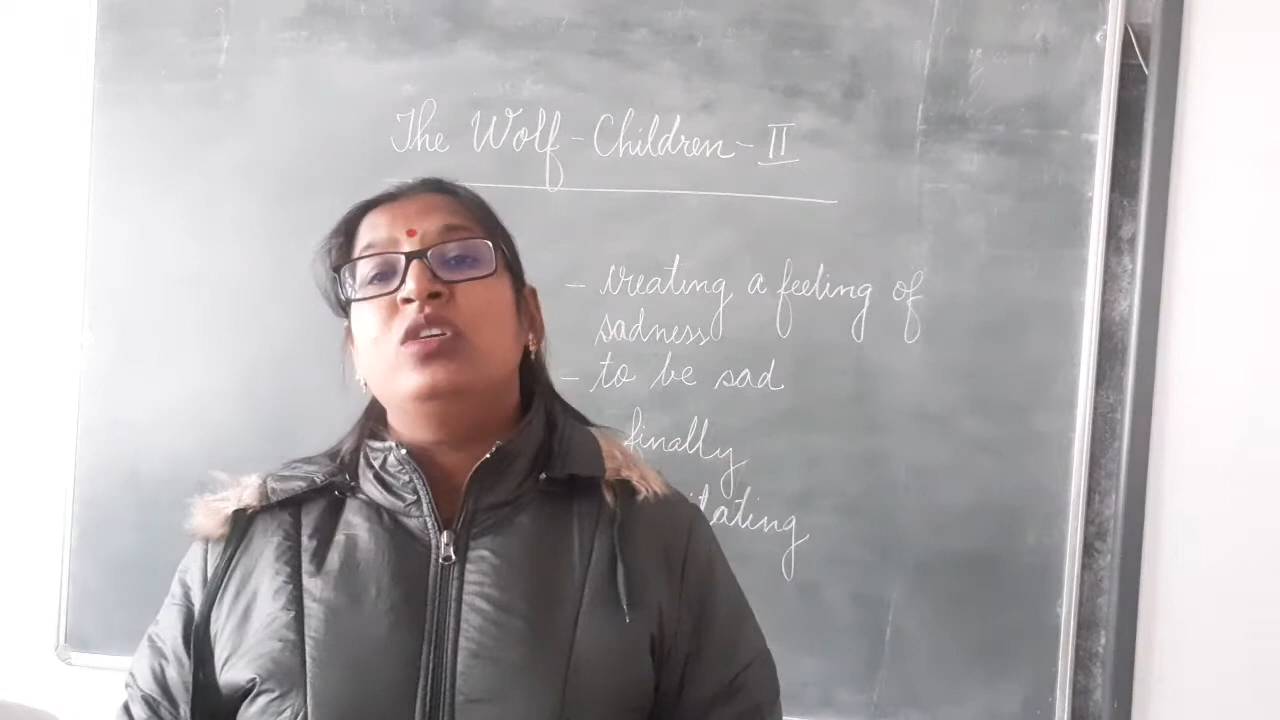 The Wolf-Children-II
- creating a feeling of
sadness
- to be sad
finally